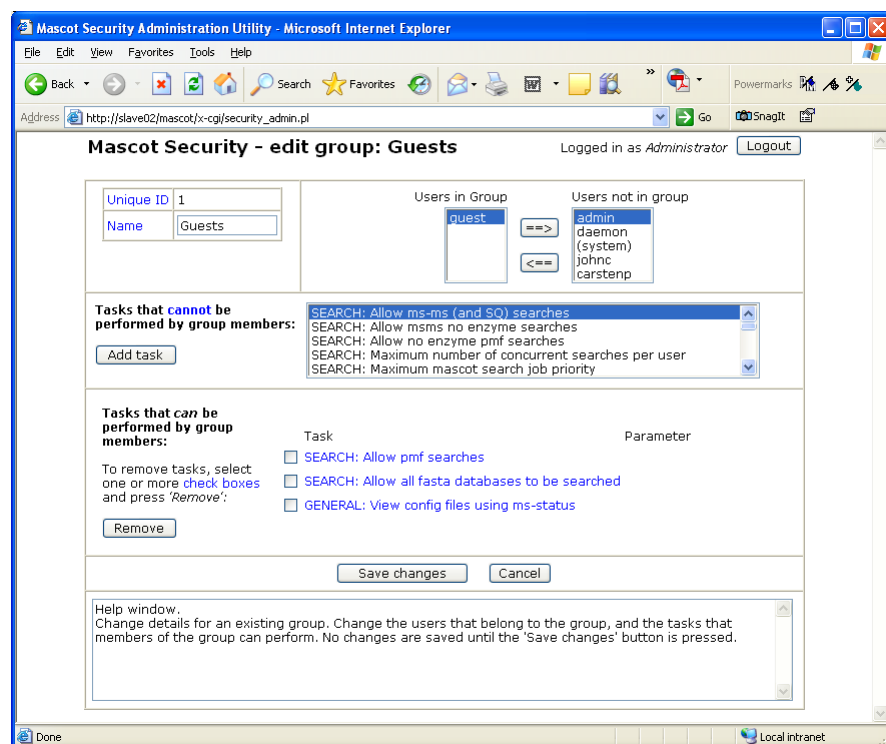 Mascot Security Administration Utility - Microsoft Internet Explorer
File Edit View Favorites Tools Help
Back Search Favorites » Powermarks
Address http://slave02/mascot/x-cgi/security_admin.pl Go SnagIt
Mascot Security - edit group: Guests Logged in as Administrator Logout
Unique ID 1
Name Guests
Users in Group Users not in group
guest
==>
<==
admin
daemon
(system)
johnc
carstenp
Tasks that cannot be
performed by group members:
Add task
SEARCH: Allow ms-ms (and SQ) searches
SEARCH: Allow msms no enzyme searches
SEARCH: Allow no enzyme pmf searches
SEARCH: Maximum number of concurrent searches per user
SEARCH: Maximum mascot search job priority
Tasks that can be
performed by group
members:
To remove tasks, select
one or more check boxes
and press 'Remove':
Remove
Task Parameter
SEARCH: Allow pmf searches
SEARCH: Allow all fasta databases to be searched
GENERAL: View config files using ms-status
Save changes Cancel
Help window.
Change details for an existing group. Change the users that belong to the group, and the tasks that
members of the group can perform. No changes are saved until the 'Save changes' button is pressed.
Done Local intranet